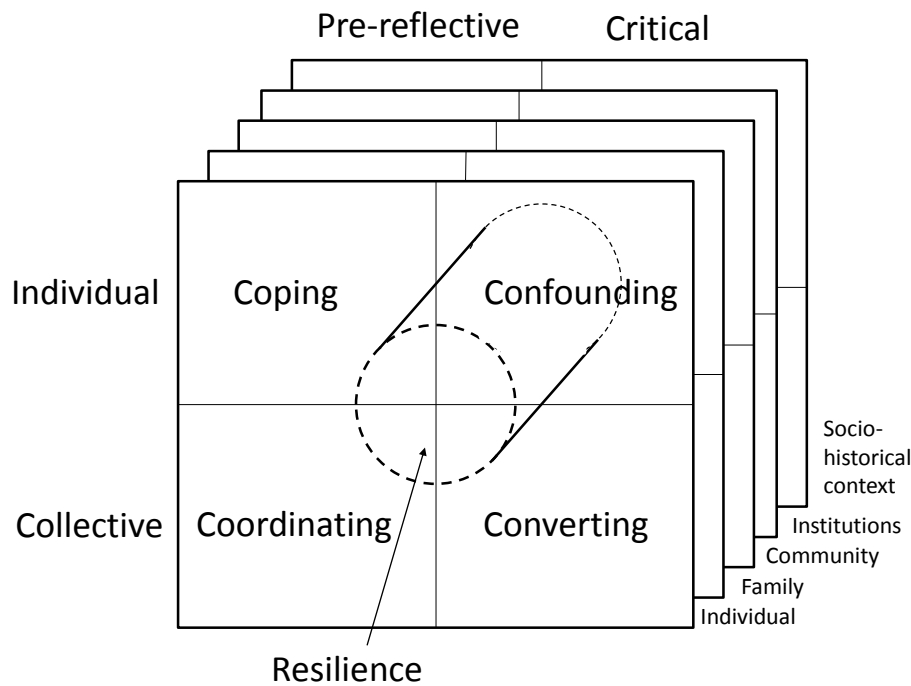 Pre-reflective Critical
Individual Coping Confounding
Socio-
historical
context
Collective Coordinating Converting
Institutions
Community
Family
Individual
Resilience